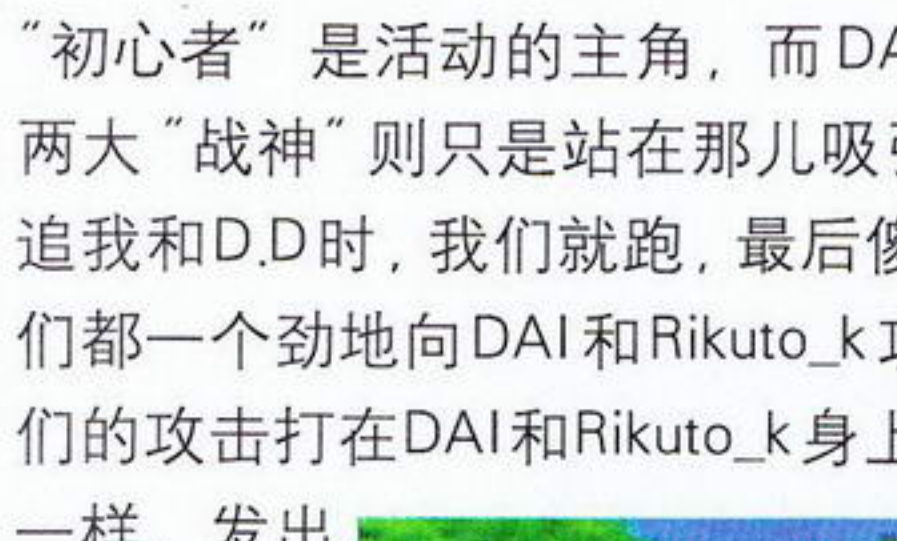 “初心者” 是活动的主角，而DA
两大“战神”则只是站在那儿吸引
追我和D.D时，我们就跑，最后傻
们都一个劲地向DAI和Rikuto_k攻
们的攻击打在DAI和Rikuto_k身上
一样，发出